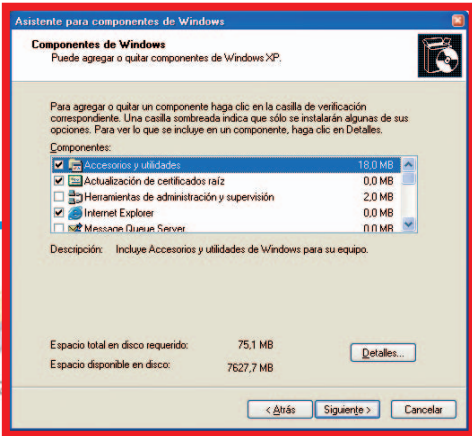 Asistente para componentes de Windows
Componentes de Windows
Puede agregar o quitar componentes de Windows XP.
Para agregar o quitar un componente haga clic en la casilla de verificación
correspondiente. Una casilla sombreada indica que sólo se instalarán algunas de sus
opciones. Para ver lo que se incluye en un componente, haga clic en Detalles.
Componentes:
Accesorios y utilidades 18,0 MB
Actualización de certificados raíz 0,0 MB
Herramientas de administración y supervisión 2,0 MB
Internet Explorer 0,0 MB
Message Queue Server 0,0 MB
Descripción: Incluye Accesorios y utilidades de Windows para su equipo.
Espacio total en disco requerido: 75,1 MB
Detalles...
Espacio disponible en disco: 7627,7 MB
< Atrás Siguiente > Cancelar